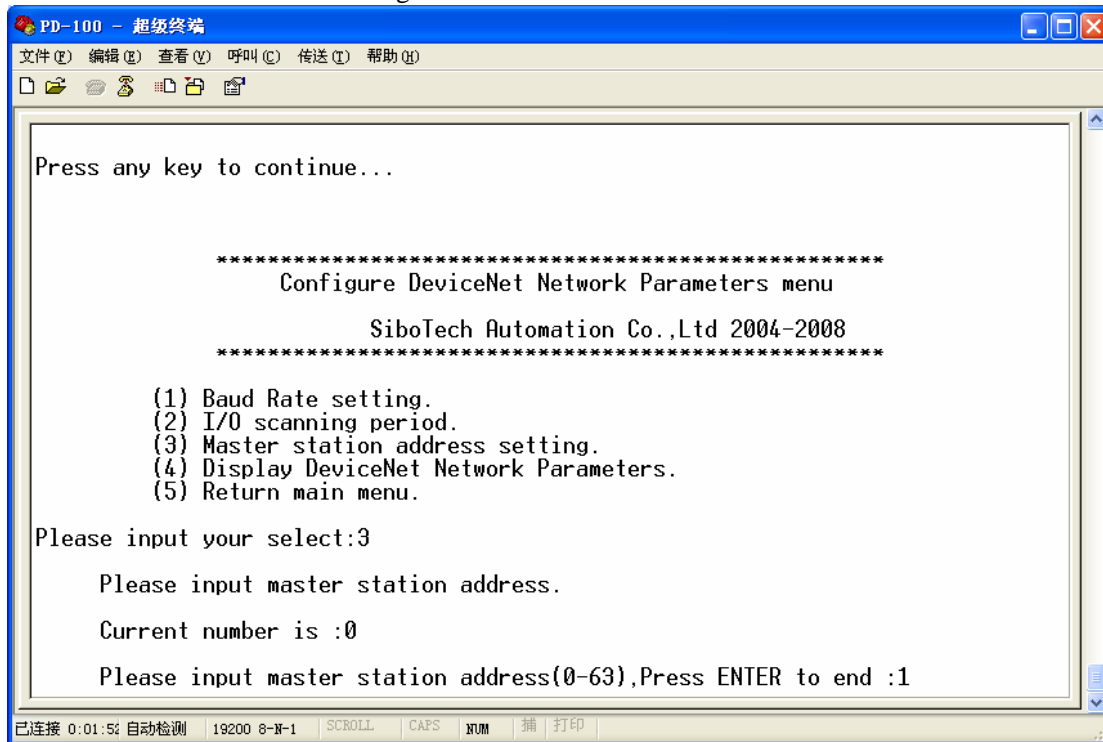 PD-100 - 超级终端
文件(F) 编辑(E) 查看(V) 呼叫(C) 传送(T) 帮助(H)
Press any key to continue...
****************************************************
Configure DeviceNet Network Parameters menu
SiboTech Automation Co.,Ltd 2004-2008
****************************************************
(1) Baud Rate setting.
(2) I/O scanning period.
(3) Master station address setting.
(4) Display DeviceNet Network Parameters.
(5) Return main menu.
Please input your select:3
Please input master station address.
Current number is :0
Please input master station address(0-63),Press ENTER to end :1
已连接 0:01:52 自动检测 19200 8-N-1 SCROLL CAPS NUM 捕 打印